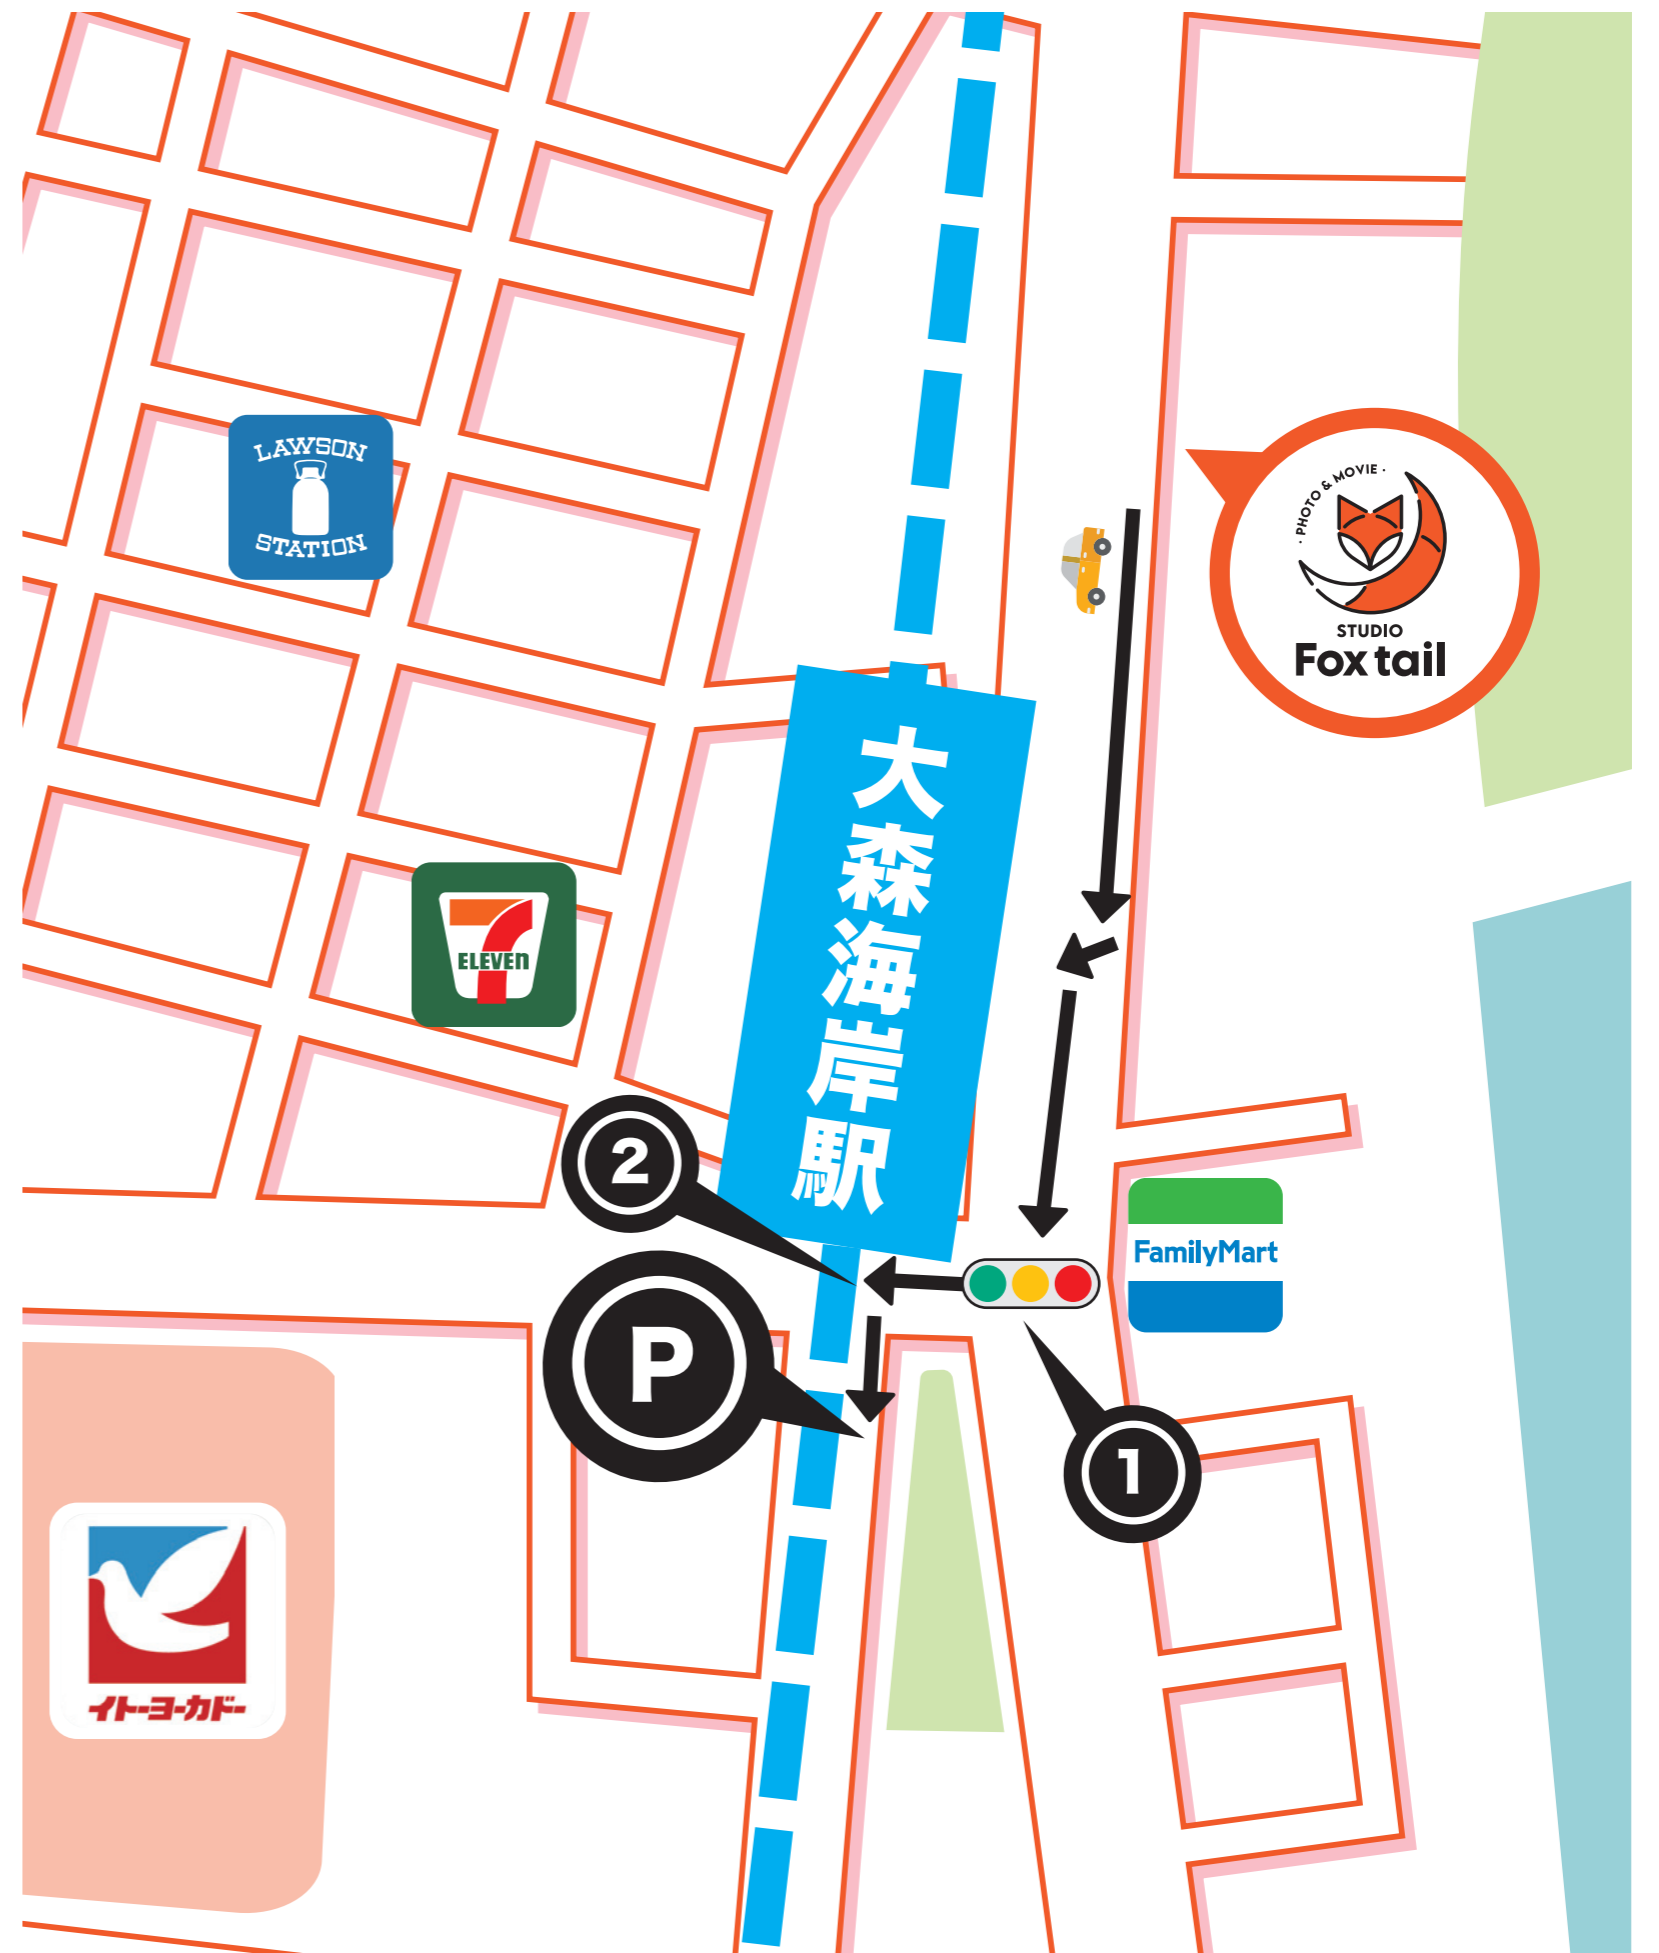 LAWSON
STATION
· PHOTO & MOVIE ·
STUDIO
Fox tail
大森海岸駅
7
ELEVEn
2
FamilyMart
P
1
イトーヨーカドー